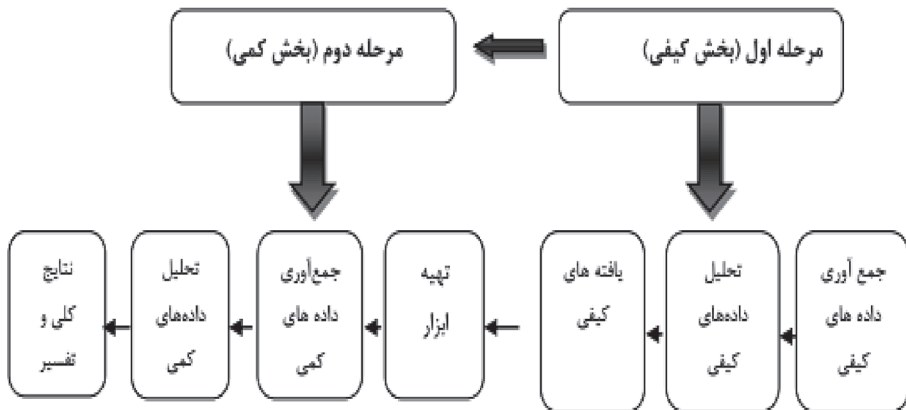 مرحله اول (بخش کیفی)
مرحله دوم (بخش کمی)
جمع آوری
داده های
کیفی
تحلیل
داده‌های
کیفی
یافته های
کیفی
تهیه
ابزار
جمع‌آوری
داده های
کمی
تحلیل
داده‌های
کمی
نتایج
کلی و
تفسیر